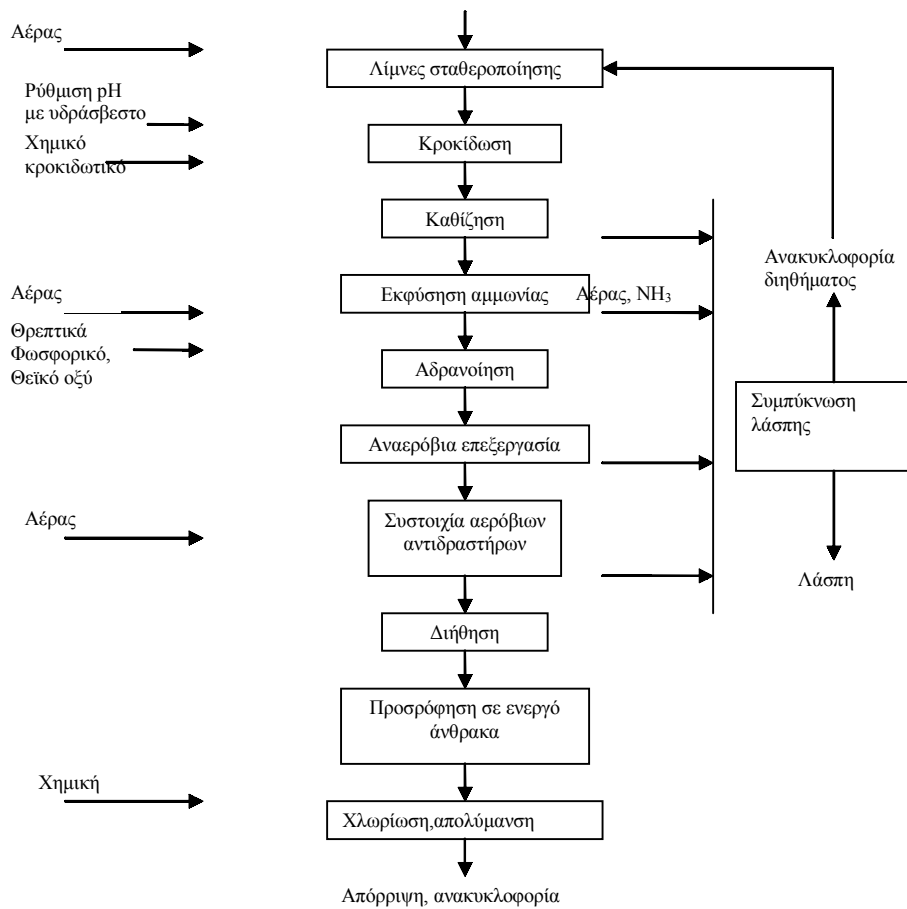 Αέρας
Λίμνες σταθεροποίησης
Ρύθμιση pH
με υδράσβεστο
Χημικό
κροκιδωτικό
Κροκίδωση
Καθίζηση
Ανακυκλοφορία
διηθήματος
Αέρας
Εκφύσηση αμμωνίας
Αέρας, NH₃
Θρεπτικά
Φωσφορικό,
Θεϊκό οξύ
Αδρανοίηση
Συμπύκνωση
λάσπης
Αναερόβια επεξεργασία
Αέρας
Συστοιχία αερόβιων
αντιδραστήρων
Λάσπη
Διήθηση
Προσρόφηση σε ενεργό
άνθρακα
Χημική
Χλωρίωση,απολύμανση
Απόρριψη, ανακυκλοφορία